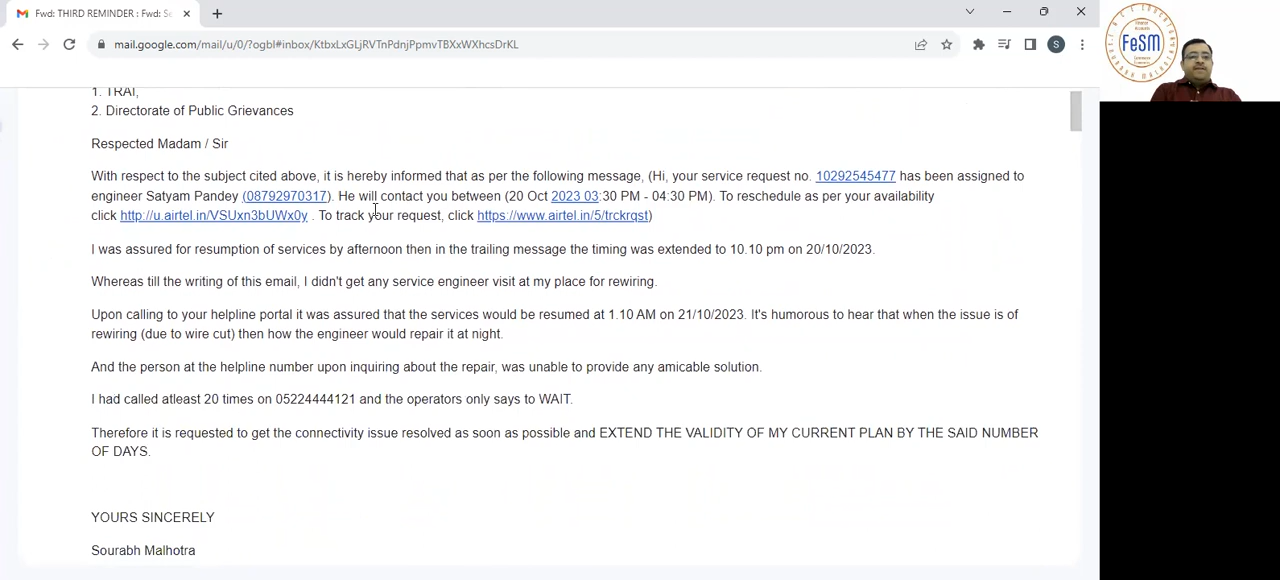 Fwd: THIRD REMINDER : Fwd: Se
mail.google.com/mail/u/0/?ogbl#inbox/KtbxLxGLjRVTnPdnjPpmvTBXxWXhcsDrKL
S
FeSM
1. TRAI,
2. Directorate of Public Grievances
Respected Madam / Sir
With respect to the subject cited above, it is hereby informed that as per the following message, (Hi, your service request no. 10292545477 has been assigned to
engineer Satyam Pandey (08792970317). He will contact you between (20 Oct 2023 03:30 PM - 04:30 PM). To reschedule as per your availability
click http://u.airtel.in/VSUxn3bUWx0y . To track your request, click https://www.airtel.in/5/trckrqst)
I was assured for resumption of services by afternoon then in the trailing message the timing was extended to 10.10 pm on 20/10/2023.
Whereas till the writing of this email, I didn't get any service engineer visit at my place for rewiring.
Upon calling to your helpline portal it was assured that the services would be resumed at 1.10 AM on 21/10/2023. It's humorous to hear that when the issue is of
rewiring (due to wire cut) then how the engineer would repair it at night.
And the person at the helpline number upon inquiring about the repair, was unable to provide any amicable solution.
I had called atleast 20 times on 05224444121 and the operators only says to WAIT.
Therefore it is requested to get the connectivity issue resolved as soon as possible and EXTEND THE VALIDITY OF MY CURRENT PLAN BY THE SAID NUMBER
OF DAYS.
YOURS SINCERELY
Sourabh Malhotra